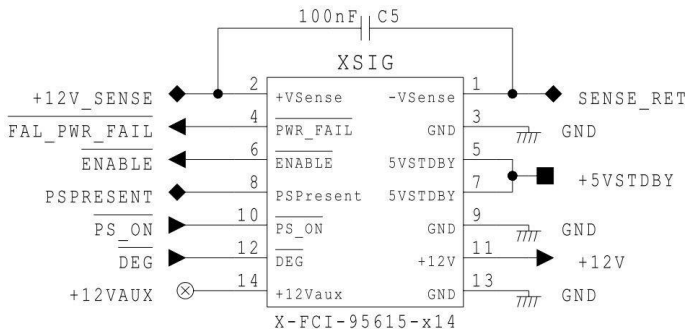 100nF C5
XSIG
+12V_SENSE 2 +VSense -VSense 1 SENSE_RET
FAL_PWR_FAIL 4 PWR_FAIL GND 3 GND
ENABLE 6 ENABLE 5VSTDBY 5
+5VSTDBY
PSPRESENT 8 PSPresent 5VSTDBY 7
PS_ON 10 PS_ON GND 9 GND
DEG 12 DEG +12V 11 +12V
+12VAUX 14 +12Vaux GND 13 GND
X-FCI-95615-x14